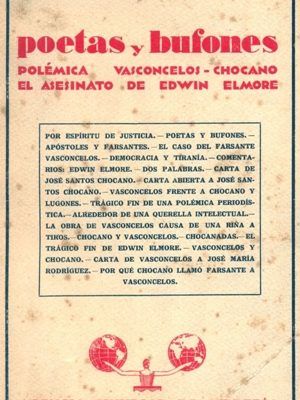 poetas y bufones
POLÉMICA VASCONCELOS - CHOCANO
EL ASESINATO DE EDWIN ELMORE
POR ESPÍRITU DE JUSTICIA. — POETAS Y BUFONES. —
APÓSTOLES Y FARSANTES. — EL CASO DEL FARSANTE
VASCONCELOS. — DEMOCRACIA Y TIRANÍA. — COMENTA-
RIOS: EDWIN ELMORE. — DOS PALABRAS. — CARTA DE
JOSÉ SANTOS CHOCANO. — CARTA ABIERTA A JOSÉ SAN-
TOS CHOCANO. — VASCONCELOS FRENTE A CHOCANO Y
LUGONES. — TRÁGICO FIN DE UNA POLÉMICA PERIODÍS-
TICA. — ALREDEDOR DE UNA QUERELLA INTELECTUAL. —
LA OBRA DE VASCONCELOS CAUSA DE UNA RIÑA A
TIROS. — CHOCANO Y VASCONCELOS. — CHOCANADAS. — EL
TRÁGICO FIN DE EDWIN ELMORE. — VASCONCELOS Y
CHOCANO. — CARTA DE VASCONCELOS A JOSÉ MARÍA
RODRÍGUEZ. — POR QUÉ CHOCANO LLAMÓ FARSANTE A
VASCONCELOS.